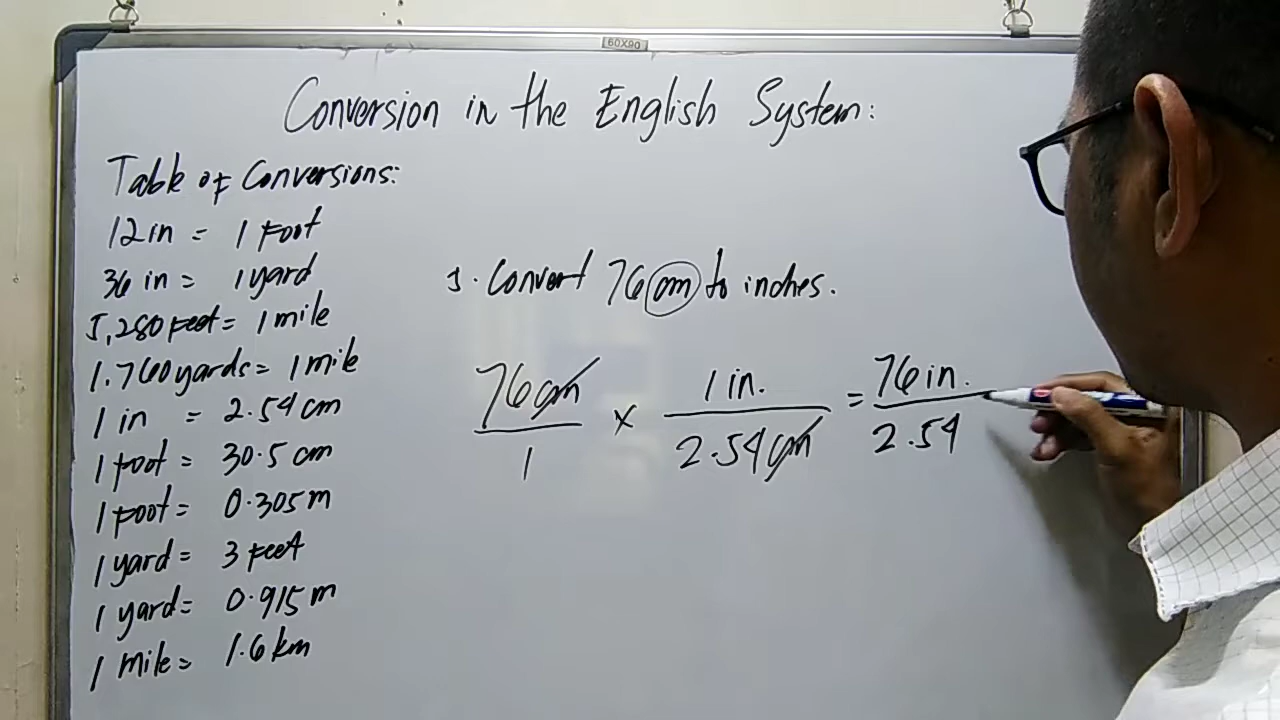 60X90
Conversion in the English System:
Table of Conversions:
12in = 1 foot
36 in = 1 yard
5,280 feet = 1 mile
1.760 yards = 1 mile
1 in = 2.54 cm
1 foot = 30.5 cm
1 foot = 0.305 m
1 yard = 3 feet
1 yard = 0.915 m
1 mile = 1.6 km
1. Convert 76 cm to inches.
76 cm / 1 x 1 in. / 2.54 cm = 76 in. / 2.54